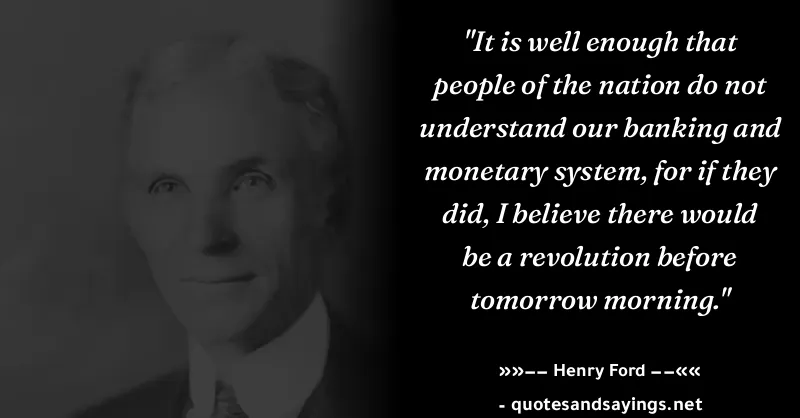 "It is well enough that
people of the nation do not
understand our banking and
monetary system, for if they
did, I believe there would
be a revolution before
tomorrow morning."
»»−− Henry Ford −−««
- quotesandsayings.net